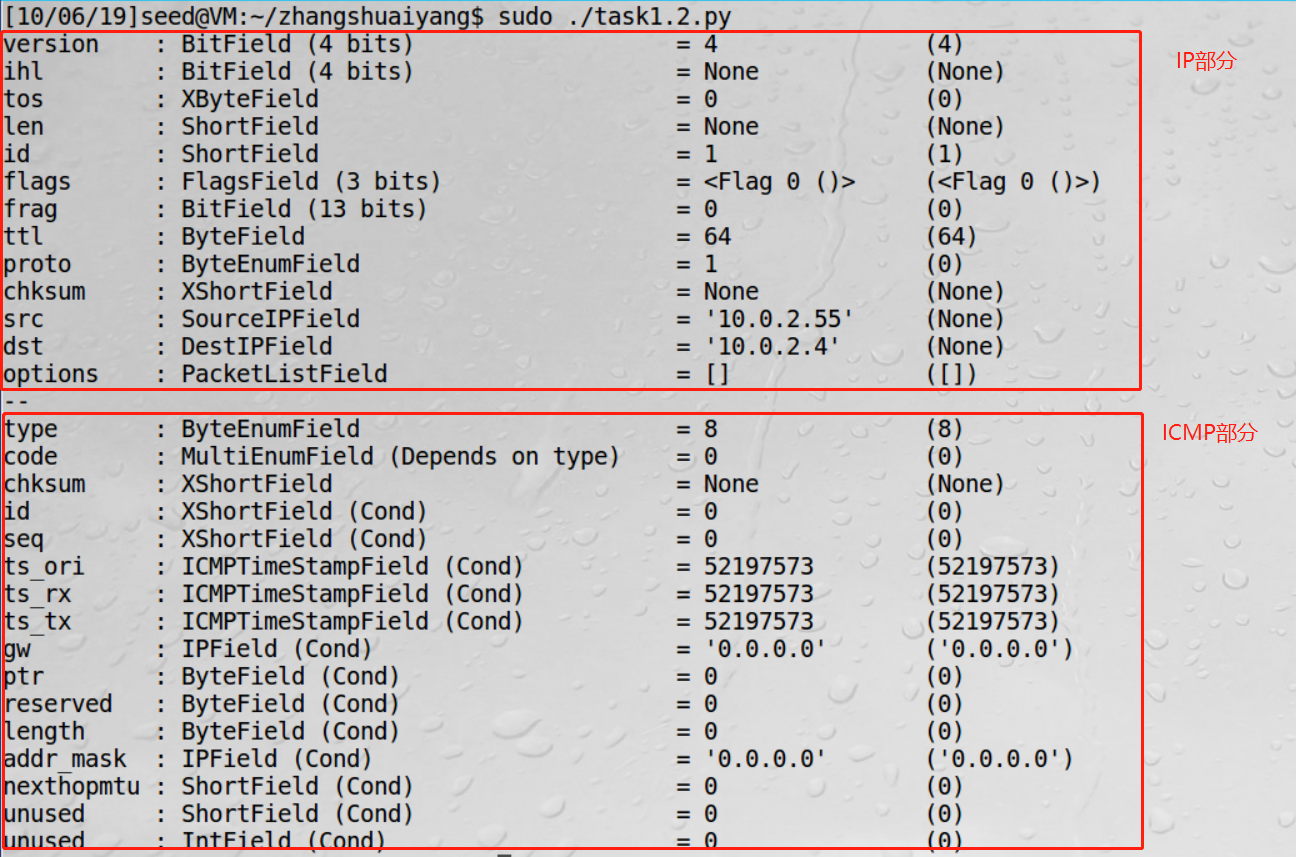 [10/06/19]seed@VM:~/zhangshuaiyang$ sudo ./task1.2.py
version : BitField (4 bits) = 4 (4)
IP部分
ihl : BitField (4 bits) = None (None)
tos : XByteField = 0 (0)
len : ShortField = None (None)
id : ShortField = 1 (1)
flags : FlagsField (3 bits) = <Flag 0 ()> (<Flag 0 ()>)
frag : BitField (13 bits) = 0 (0)
ttl : ByteField = 64 (64)
proto : ByteEnumField = 1 (0)
chksum : XShortField = None (None)
src : SourceIPField = '10.0.2.55' (None)
dst : DestIPField = '10.0.2.4' (None)
options : PacketListField = [] ([])
--
type : ByteEnumField = 8 (8)
ICMP部分
code : MultiEnumField (Depends on type) = 0 (0)
chksum : XShortField = None (None)
id : XShortField (Cond) = 0 (0)
seq : XShortField (Cond) = 0 (0)
ts_ori : ICMPTimeStampField (Cond) = 52197573 (52197573)
ts_rx : ICMPTimeStampField (Cond) = 52197573 (52197573)
ts_tx : ICMPTimeStampField (Cond) = 52197573 (52197573)
gw : IPField (Cond) = '0.0.0.0' ('0.0.0.0')
ptr : ByteField (Cond) = 0 (0)
reserved : ByteField (Cond) = 0 (0)
length : ByteField (Cond) = 0 (0)
addr_mask : IPField (Cond) = '0.0.0.0' ('0.0.0.0')
nexthopmtu : ShortField (Cond) = 0 (0)
unused : ShortField (Cond) = 0 (0)
unused : IntField (Cond) = 0 (0)